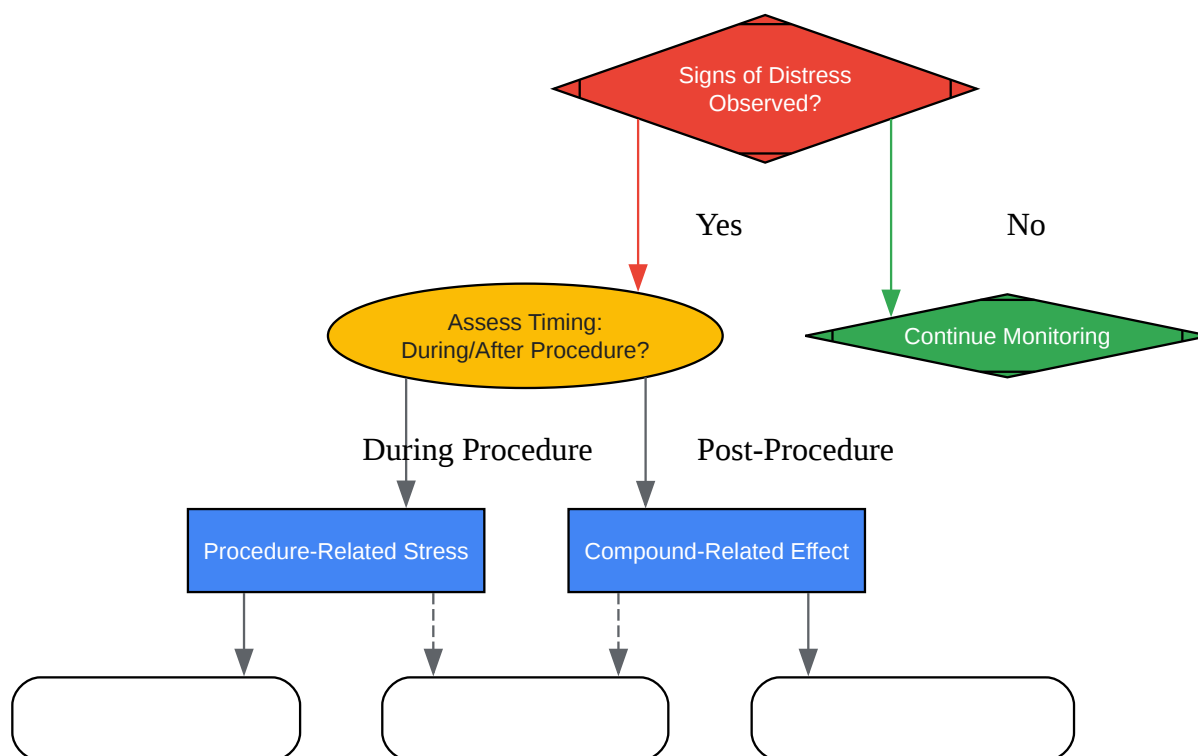 Signs of Distress
Observed?
Yes
No
Assess Timing:
During/After Procedure?
Continue Monitoring
During Procedure
Post-Procedure
Procedure-Related Stress
Compound-Related Effect